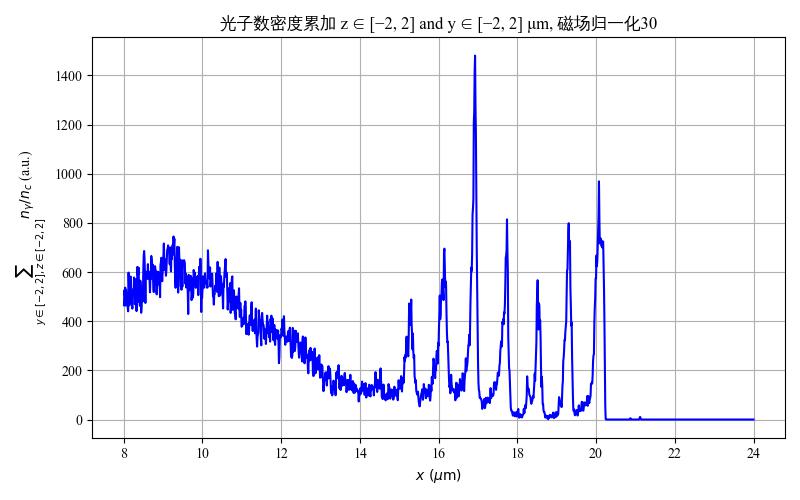 光子数密度累加 z ∈ [−2, 2] and y ∈ [−2, 2] μm, 磁场归一化30
∑ nγ/nc (a.u.)
y ∈ [−2, 2], z ∈ [−2, 2]
1400
1200
1000
800
600
400
200
0
8 10 12 14 16 18 20 22 24
x (μm)